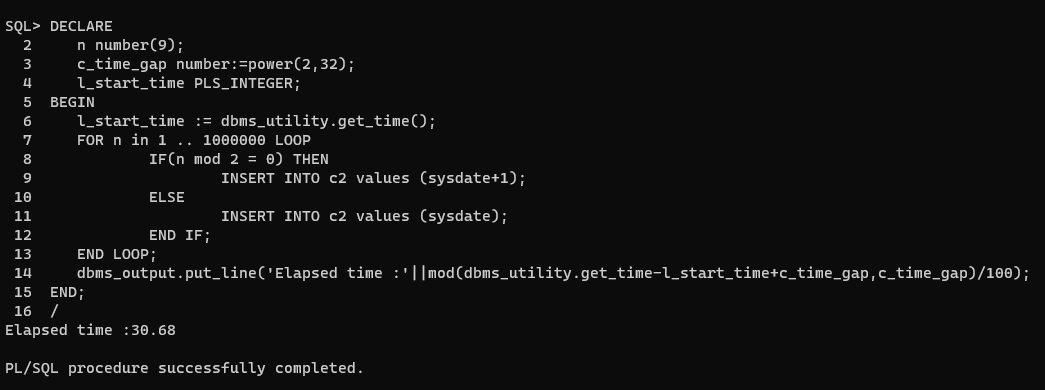 SQL> DECLARE
  2     n number(9);
  3     c_time_gap number:=power(2,32);
  4     l_start_time PLS_INTEGER;
  5  BEGIN
  6     l_start_time := dbms_utility.get_time();
  7     FOR n in 1 .. 1000000 LOOP
  8             IF(n mod 2 = 0) THEN
  9                     INSERT INTO c2 values (sysdate+1);
 10             ELSE
 11                     INSERT INTO c2 values (sysdate);
 12             END IF;
 13     END LOOP;
 14     dbms_output.put_line('Elapsed time :'||mod(dbms_utility.get_time-l_start_time+c_time_gap,c_time_gap)/100);
 15  END;
 16  /
Elapsed time :30.68

PL/SQL procedure successfully completed.